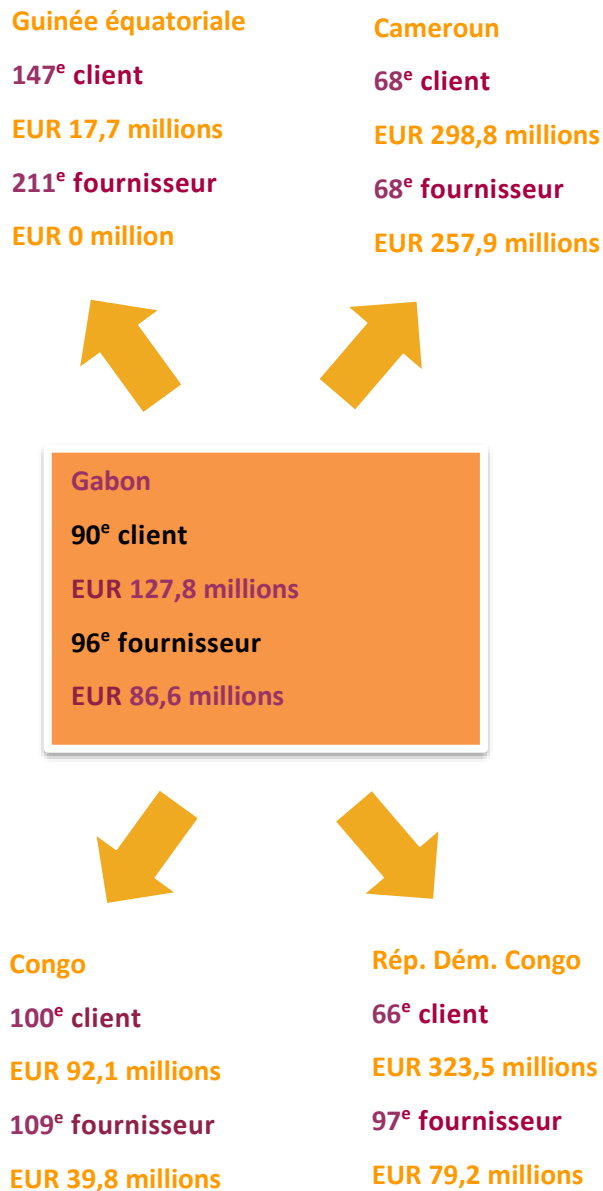 Guinée équatoriale
147e client
EUR 17,7 millions
211e fournisseur
EUR 0 million
Cameroun
68e client
EUR 298,8 millions
68e fournisseur
EUR 257,9 millions
Gabon
90e client
EUR 127,8 millions
96e fournisseur
EUR 86,6 millions
Congo
100e client
EUR 92,1 millions
109e fournisseur
EUR 39,8 millions
Rép. Dém. Congo
66e client
EUR 323,5 millions
97e fournisseur
EUR 79,2 millions